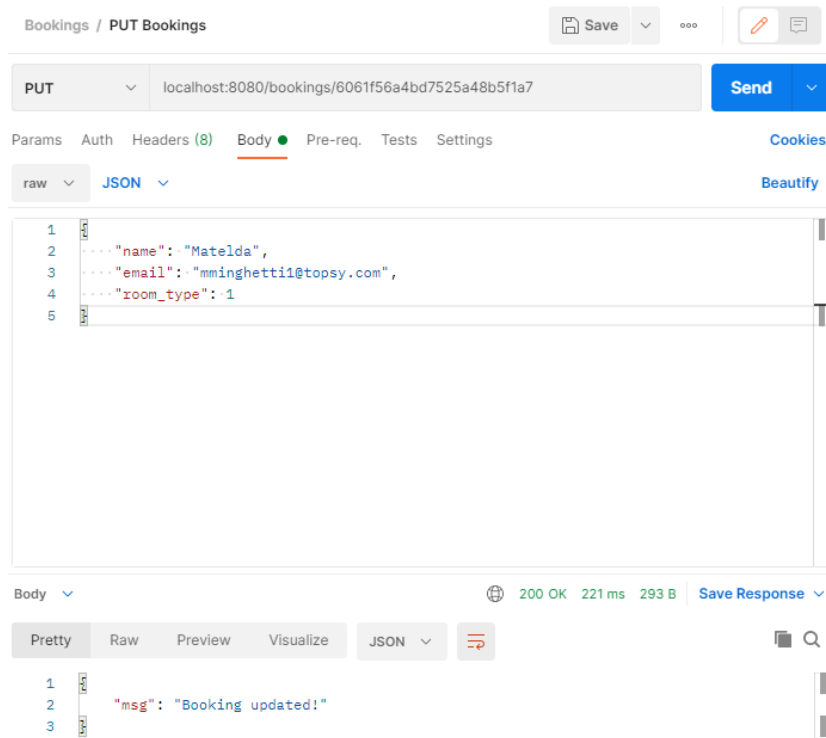 Bookings / PUT Bookings Save
PUT localhost:8080/bookings/6061f56a4bd7525a48b5f1a7 Send
Params Auth Headers (8) Body Pre-req. Tests Settings Cookies
raw JSON Beautify
1 {
2 ····"name":·"Matelda",
3 ····"email":·"mminghetti1@topsy.com",
4 ····"room_type":·1
5 }
Body 200 OK 221 ms 293 B Save Response
Pretty Raw Preview Visualize JSON
1 {
2 "msg": "Booking updated!"
3 }